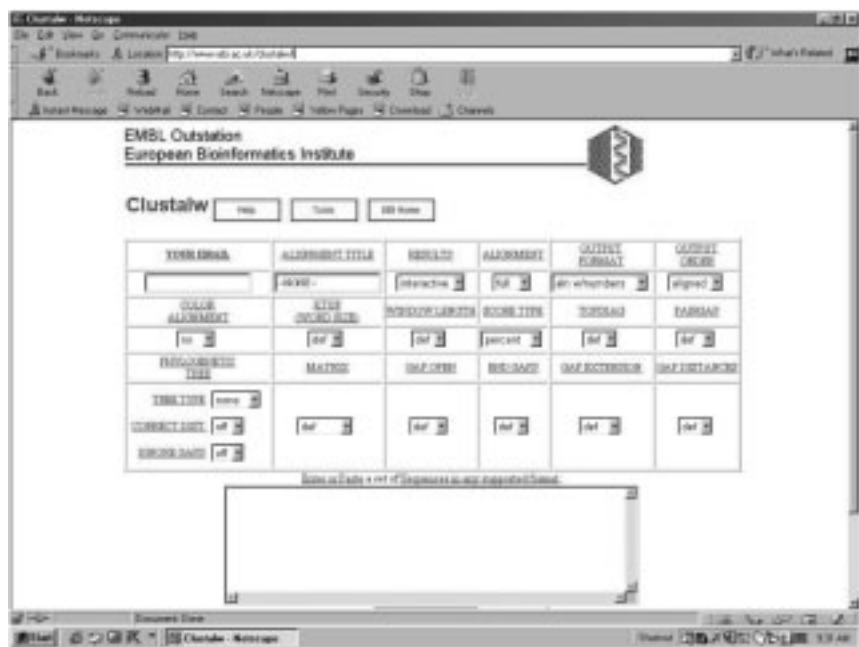 Clustalw - Netscape
File Edit View Go Communicator Help
Bookmarks Location http://www.ebi.ac.uk/clustalw/ What's Related
Back Reload Home Search Netscape Print Security Shop
Instant Message WebMail Contact People Yellow Pages Download Channels
EMBL Outstation
European Bioinformatics Institute
Clustalw Help Tools EBI Home
YOUR EMAIL ALIGNMENT TITLE RESULTS ALIGNMENT OUTPUT FORMAT OUTPUT ORDER
interactive full aln w/numbers aligned
COLOR ALIGNMENT KTUP (WORD SIZE) WINDOW LENGTH SCORE TYPE TOPDIAG PAIRGAP
no def def percent def def
PHYLOGENETIC TREE MATRIX GAP OPEN END GAPS GAP EXTENSION GAP DISTANCES
TREE TYPE none
CORRECT DIST. off def def def def def
IGNORE GAPS off
Enter or Paste a set of Sequences in any supported format:
Document: Done
Start Clustalw - Netscape